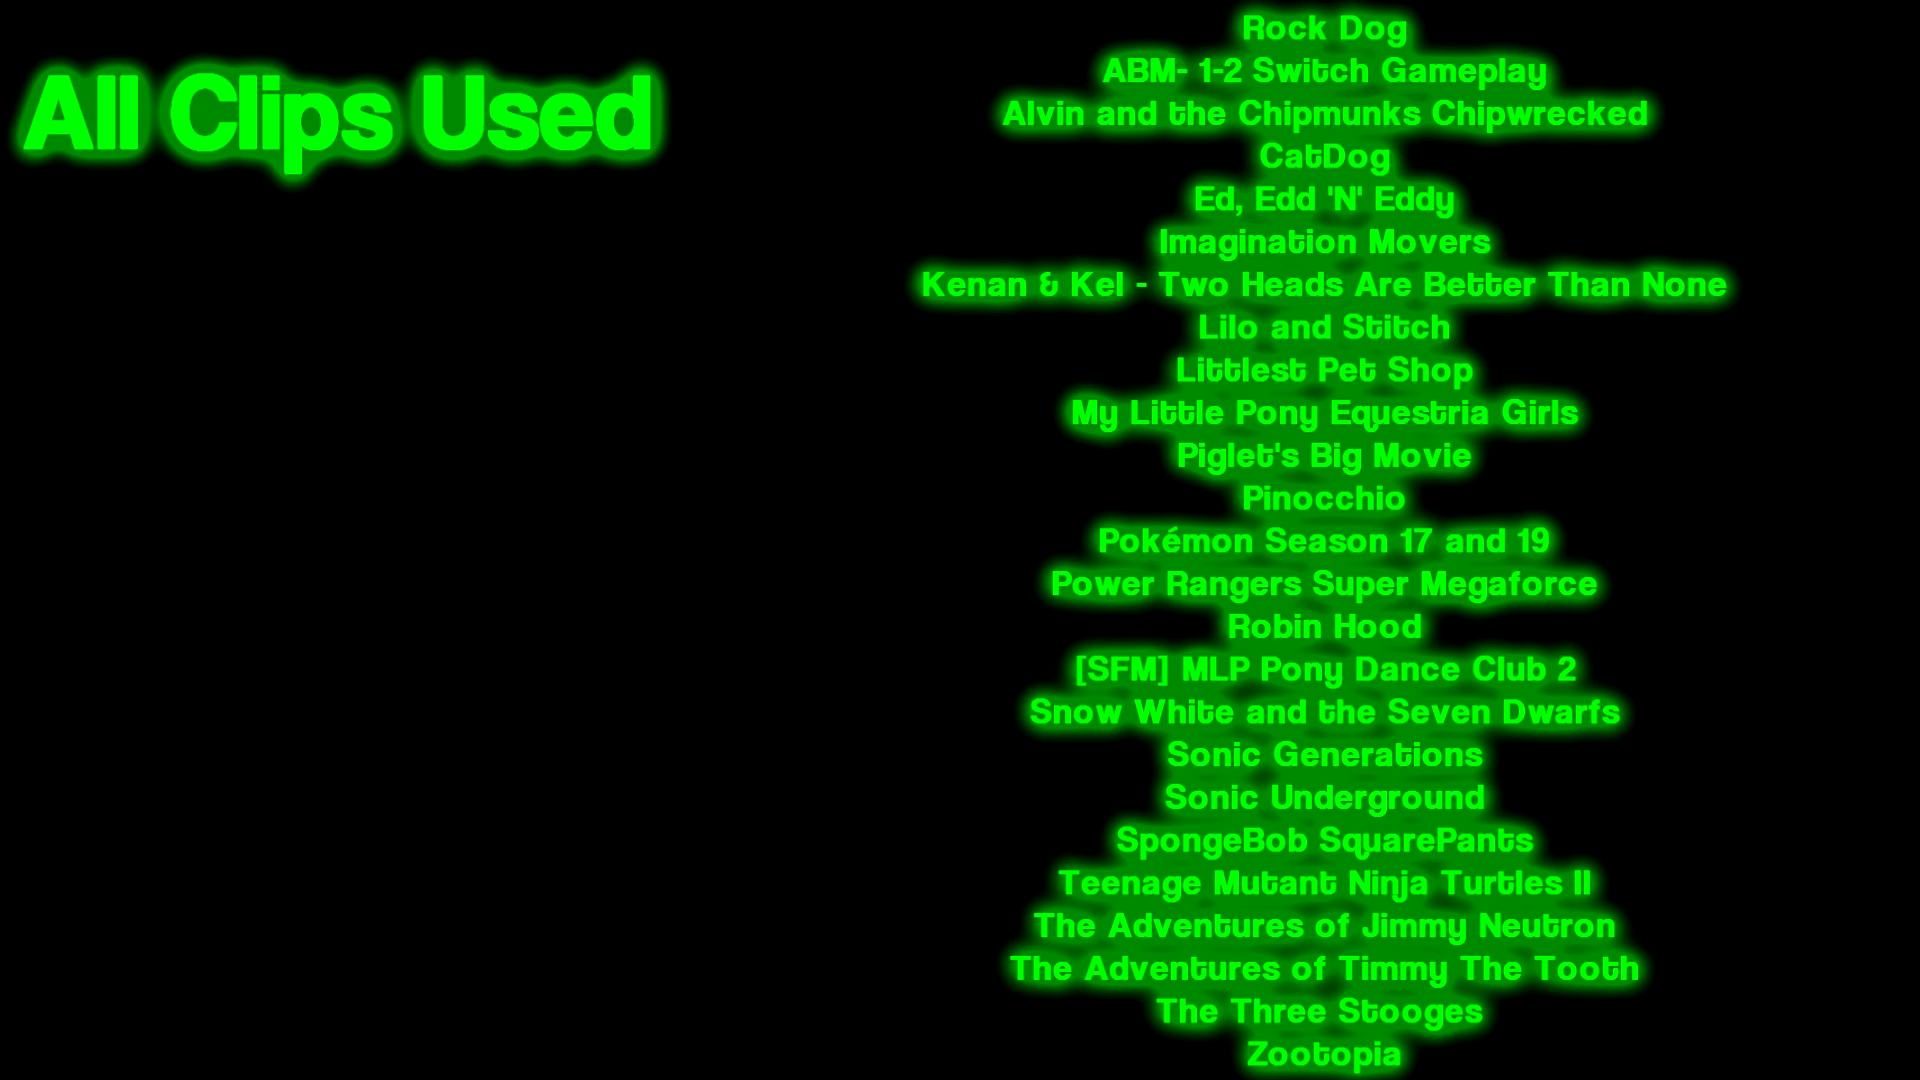 All Clips Used
Rock Dog
ABM- 1-2 Switch Gameplay
Alvin and the Chipmunks Chipwrecked
CatDog
Ed, Edd 'N' Eddy
Imagination Movers
Kenan & Kel - Two Heads Are Better Than None
Lilo and Stitch
Littlest Pet Shop
My Little Pony Equestria Girls
Piglet's Big Movie
Pinocchio
Pokémon Season 17 and 19
Power Rangers Super Megaforce
Robin Hood
[SFM] MLP Pony Dance Club 2
Snow White and the Seven Dwarfs
Sonic Generations
Sonic Underground
SpongeBob SquarePants
Teenage Mutant Ninja Turtles II
The Adventures of Jimmy Neutron
The Adventures of Timmy The Tooth
The Three Stooges
Zootopia